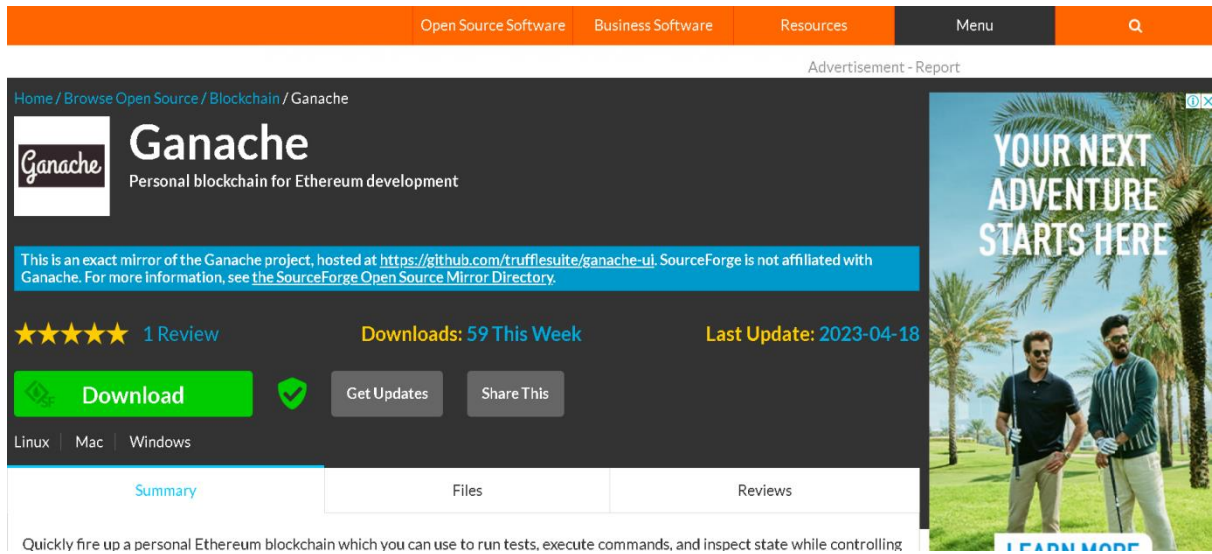 Open Source Software Business Software Resources Menu
Advertisement - Report
Home / Browse Open Source / Blockchain / Ganache
Ganache
Ganache
Personal blockchain for Ethereum development
This is an exact mirror of the Ganache project, hosted at https://github.com/trufflesuite/ganache-ui. SourceForge is not affiliated with
Ganache. For more information, see the SourceForge Open Source Mirror Directory.
1 Review Downloads: 59 This Week Last Update: 2023-04-18
SF Download Get Updates Share This
Linux Mac Windows
Summary Files Reviews
Quickly fire up a personal Ethereum blockchain which you can use to run tests, execute commands, and inspect state while controlling
YOUR NEXT
ADVENTURE
STARTS HERE
LEARN MORE